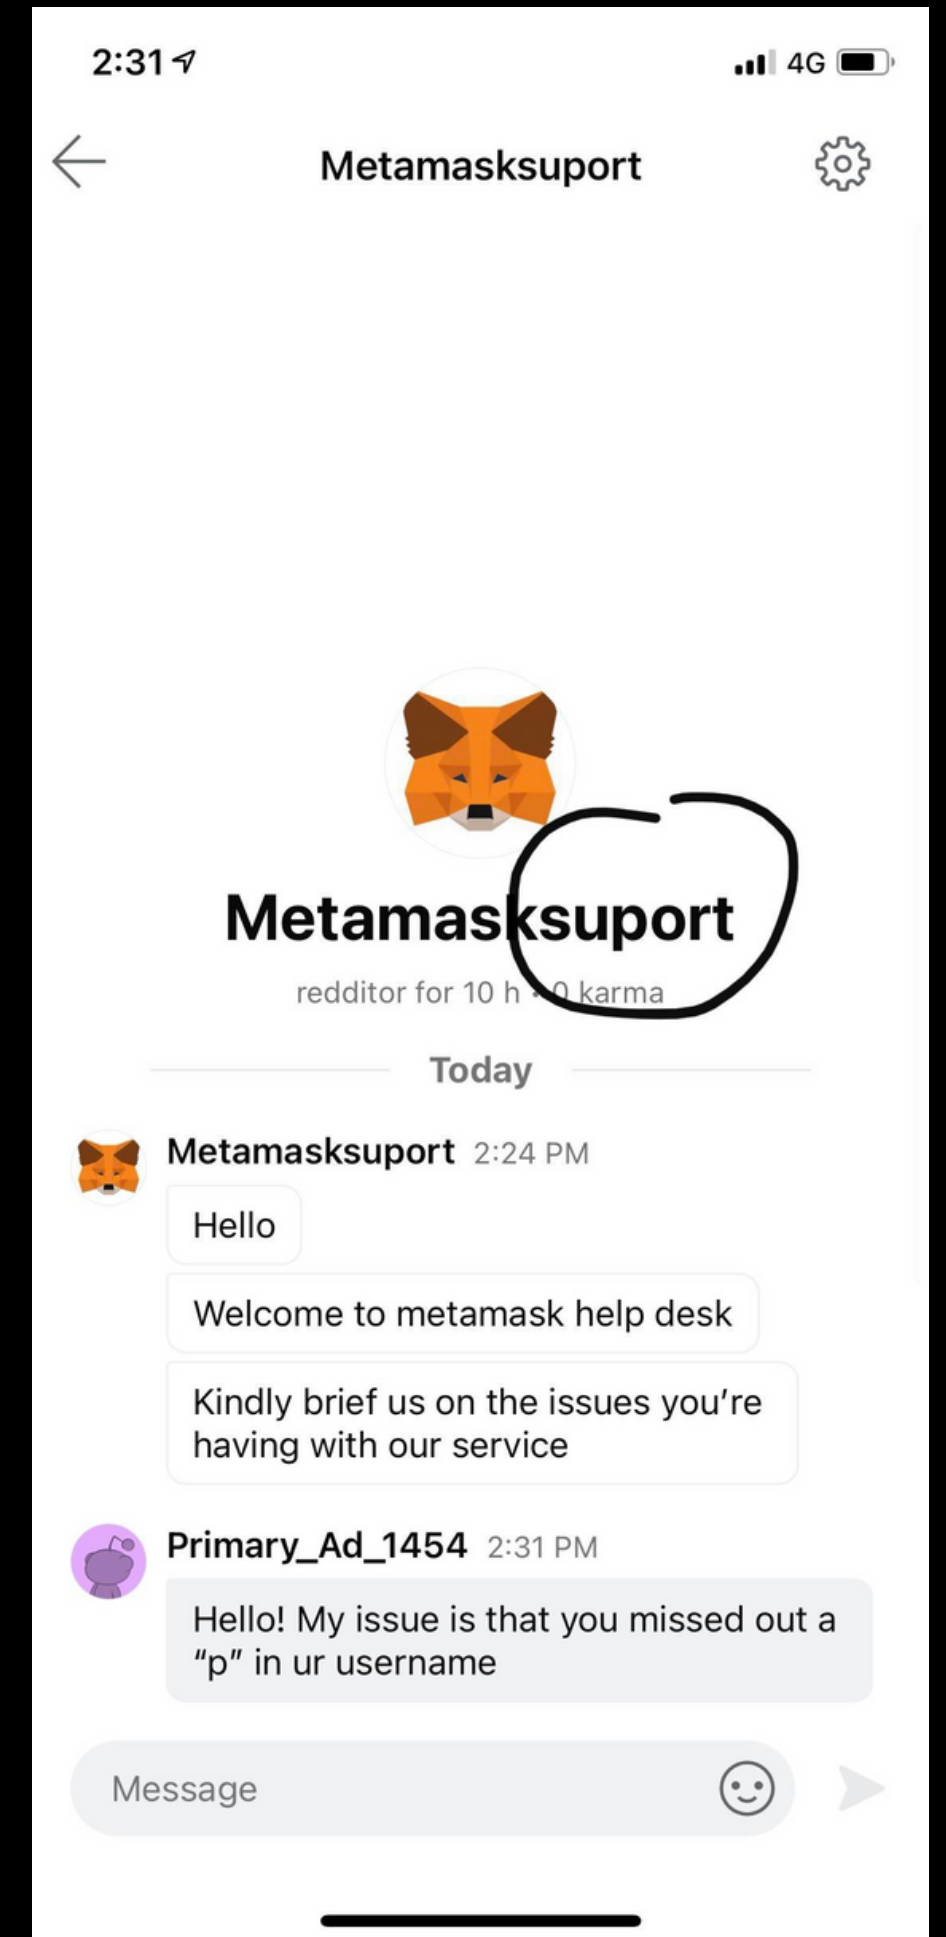 2:31 4G
Metamasksuport
Metamasksuport
redditor for 10 h • 0 karma
Today
Metamasksuport 2:24 PM
Hello
Welcome to metamask help desk
Kindly brief us on the issues you’re
having with our service
Primary_Ad_1454 2:31 PM
Hello! My issue is that you missed out a
“p” in ur username
Message